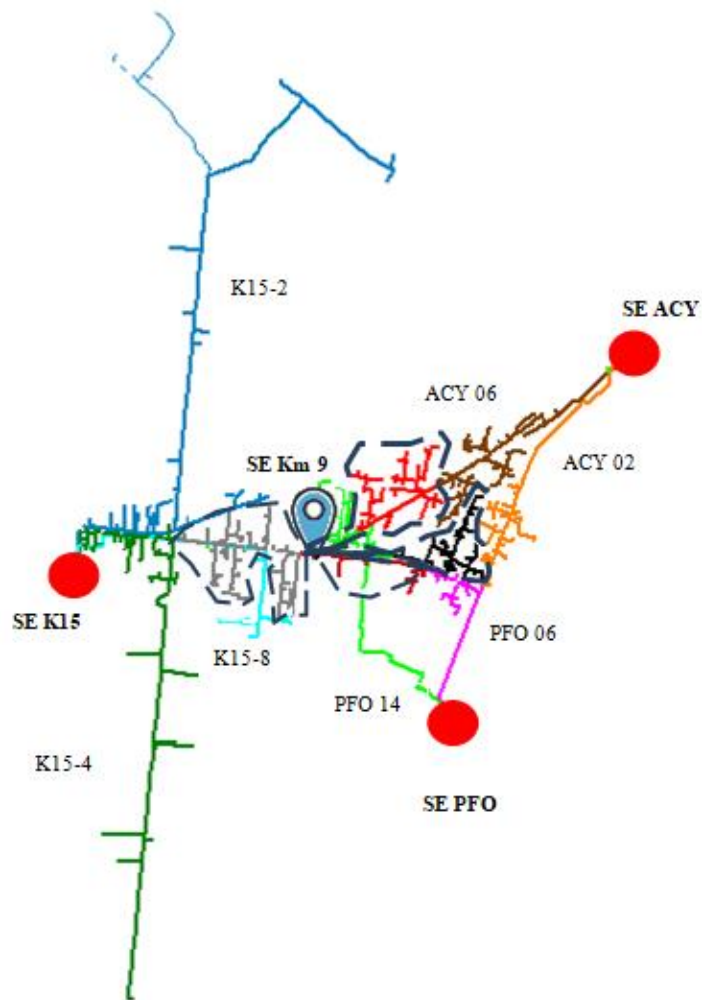 K15-2
SE ACY
ACY 06
SE Km 9
ACY 02
SE K15
K15-8
PFO 06
PFO 14
K15-4
SE PFO